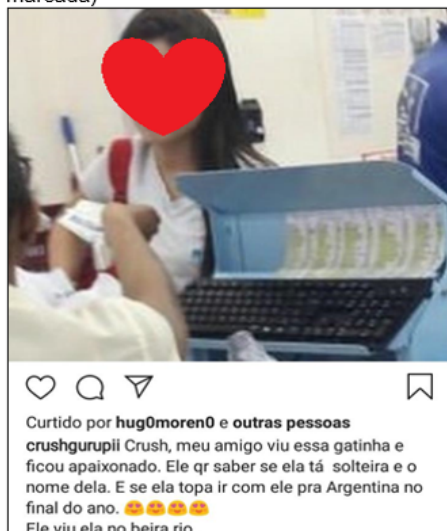 marcada)
Curtido por hug0moren0 e outras pessoas
crushgurupii Crush, meu amigo viu essa gatinha e
ficou apaixonado. Ele qr saber se ela tá solteira e o
nome dela. E se ela topa ir com ele pra Argentina no
final do ano. 😍😍😍😍
Ele viu ela no beira rio